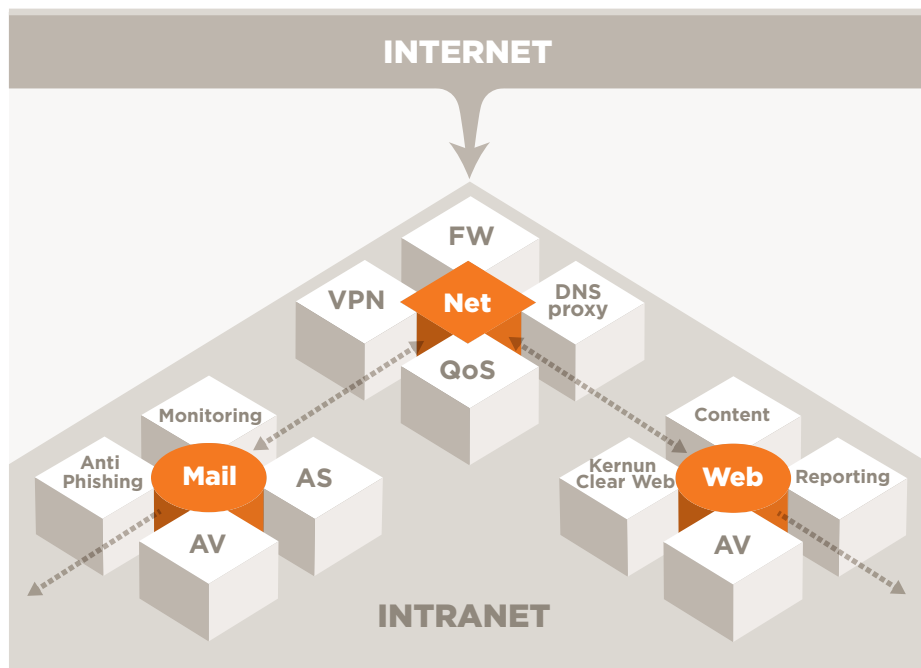 INTERNET
FW
VPN
Net
DNS
proxy
QoS
Monitoring
Anti
Phishing
Mail
AS
AV
Content
Kernun
Clear Web
Web
Reporting
AV
INTRANET